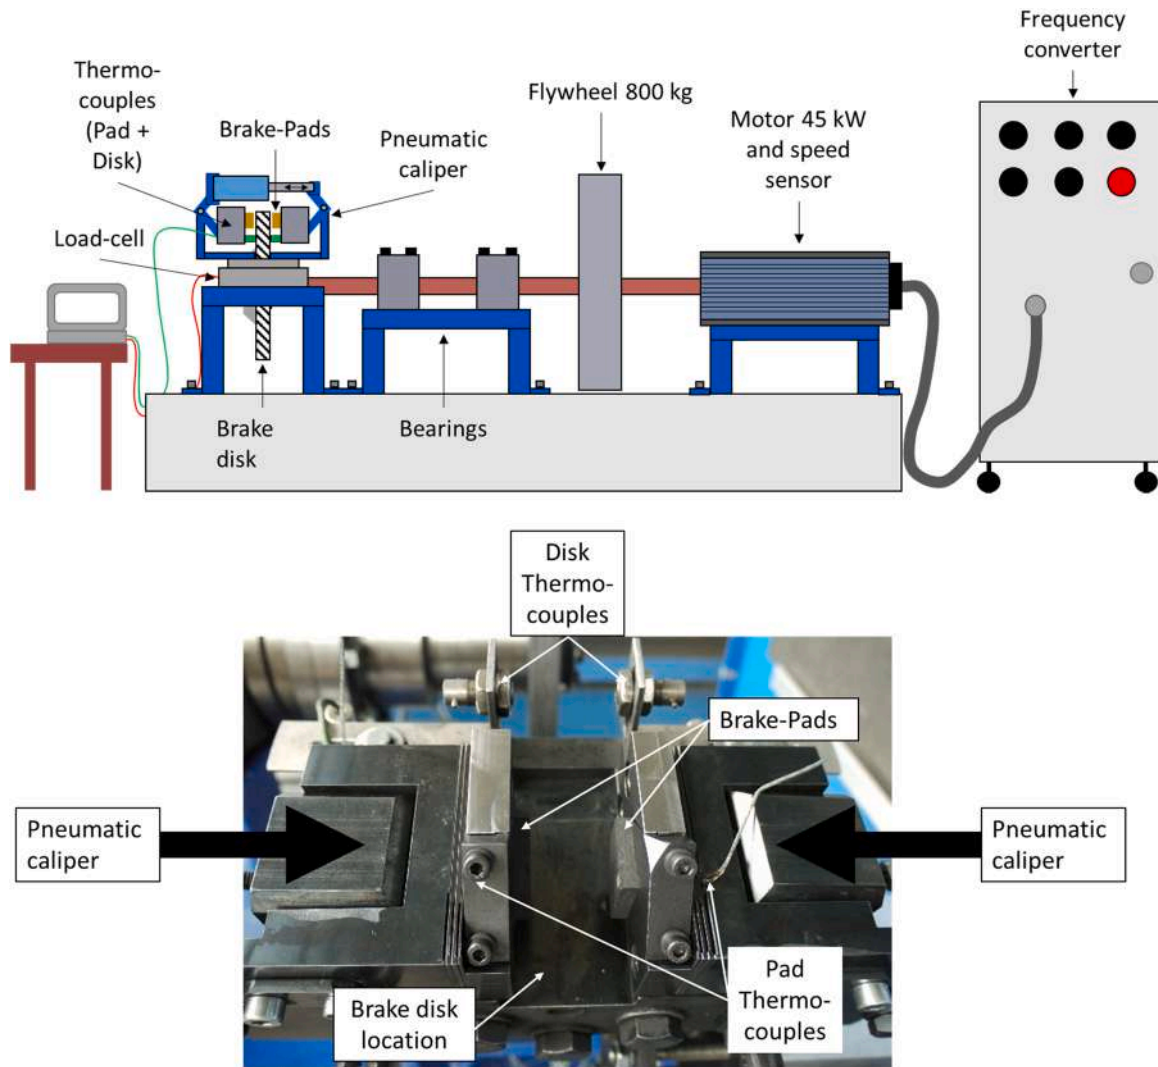 Frequency
converter
Thermo-
couples
(Pad +
Disk)
Brake-Pads
Pneumatic
caliper
Flywheel 800 kg
Motor 45 kW
and speed
sensor
Load-cell
Brake
disk
Bearings
Disk
Thermo-
couples
Brake-Pads
Pneumatic
caliper
Pneumatic
caliper
Brake disk
location
Pad
Thermo-
couples